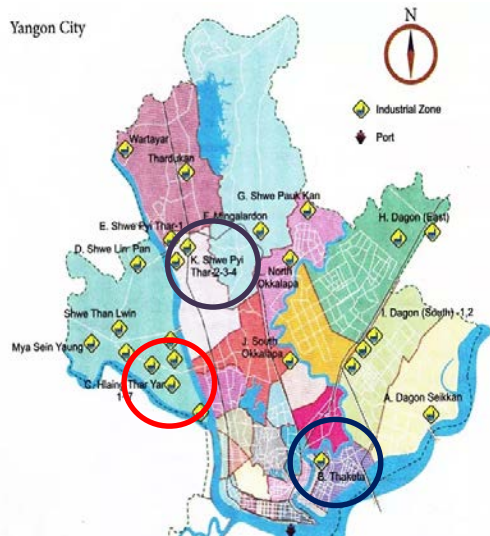 Yangon City
N
Industrial Zone
Port
Wartayar
Thardukan
G. Shwe Pauk Kan
E. Shwe Pyi Thar-1
F. Mingalardon
H. Dagon (East)
D. Shwe Lin Pan
K. Shwe Pyi
Thar-2-3-4
North
Okkalapa
Shwe Than Lwin
I. Dagon (South) -1,2
Mya Sein Yaung
J. South
Okkalapa
C. Hlaing Thar Yar
1-7
A. Dagon Seikkan
B. Thaketa